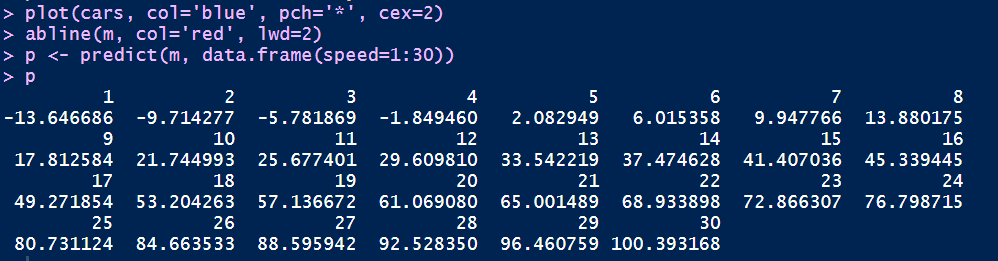 > plot(cars, col='blue', pch='*', cex=2)
> abline(m, col='red', lwd=2)
> p <- predict(m, data.frame(speed=1:30))
> p
1 2 3 4 5 6 7 8
-13.646686 -9.714277 -5.781869 -1.849460 2.082949 6.015358 9.947766 13.880175
9 10 11 12 13 14 15 16
17.812584 21.744993 25.677401 29.609810 33.542219 37.474628 41.407036 45.339445
17 18 19 20 21 22 23 24
49.271854 53.204263 57.136672 61.069080 65.001489 68.933898 72.866307 76.798715
25 26 27 28 29 30
80.731124 84.663533 88.595942 92.528350 96.460759 100.393168